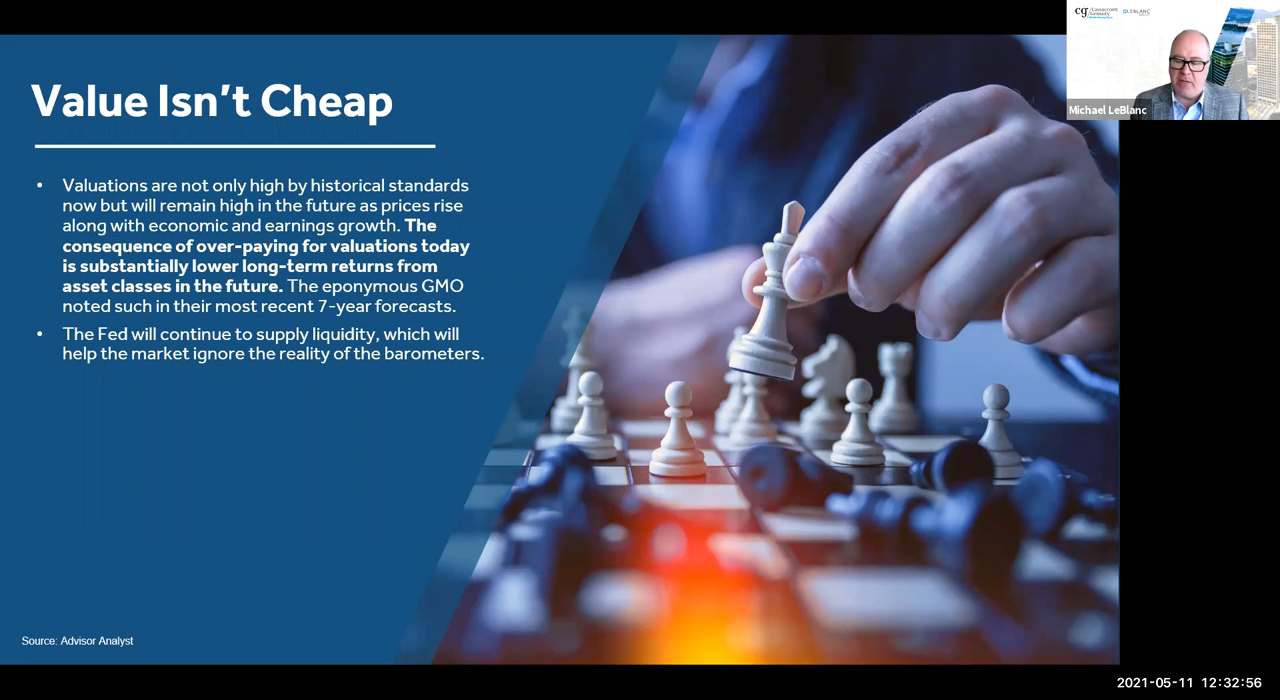 Value Isn't Cheap
• Valuations are not only high by historical standards
now but will remain high in the future as prices rise
along with economic and earnings growth. The
consequence of over-paying for valuations today
is substantially lower long-term returns from
asset classes in the future. The eponymous GMO
noted such in their most recent 7-year forecasts.
• The Fed will continue to supply liquidity, which will
help the market ignore the reality of the barometers.
Source: Advisor Analyst
cg/Canaccord
Genuity
LEBLANC
Michael LeBlanc
2021-05-11 12:32:56